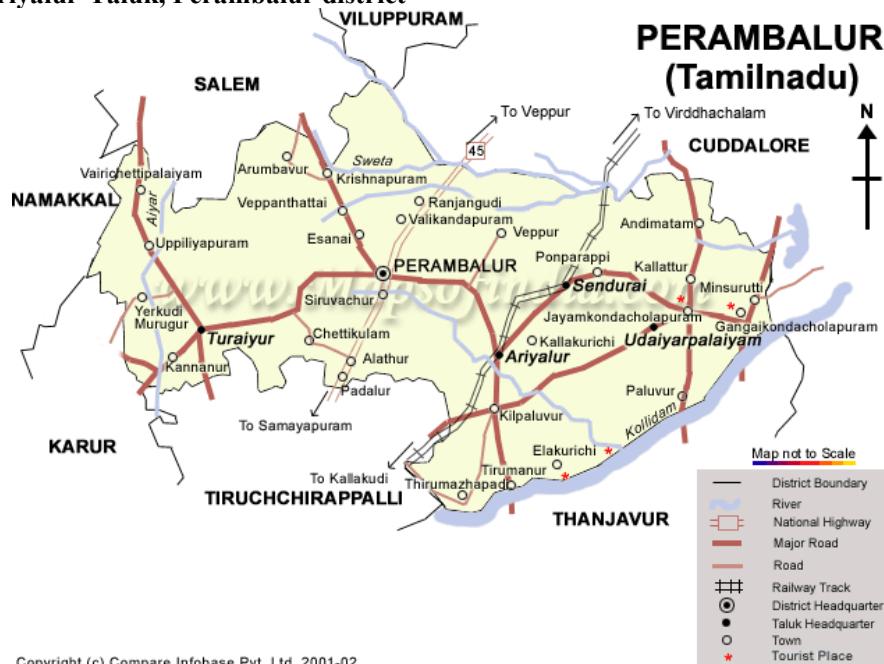 riyalur Taluk, Perambalur district
VILUPPURAM
PERAMBALUR
(Tamilnadu)
SALEM
To Veppur
To Virddhachalam
N
45
CUDDALORE
Vairichettipalaiyam
Arumbavur
Sweta
Krishnapuram
NAMAKKAL
Aiyar
Veppanthattai
Ranjangudi
Valikandapuram
Andimatam
Uppiliyapuram
Esanai
Veppur
Ponparappi
Kallattur
PERAMBALUR
Sendurai
Minsurutti
www.mapsofindia.com
Siruvachur
Yerkudi
Murugur
Jayamkondacholapuram
Gangaikondacholapuram
Turaiyur
Chettikulam
Kallakurichi
Udaiyarpalaiyam
Ariyalur
Alathur
Kannanur
Padalur
Paluvur
To Samayapuram
Kilpaluvur
Kollidam
KARUR
Elakurichi
Map not to Scale
To Kallakudi
Tirumanur
TIRUCHCHIRAPPALLI
Thirumazhapadi
THANJAVUR
District Boundary
River
National Highway
Major Road
Road
Railway Track
District Headquarter
Taluk Headquarter
Town
Tourist Place
Copyright (c) Compare Infobase Pvt. Ltd. 2001-02